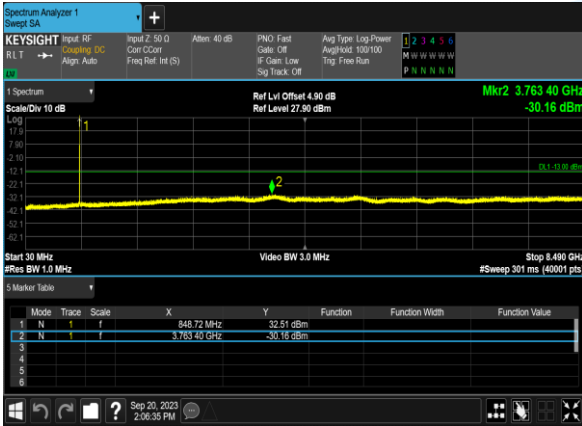 Spectrum Analyzer 1
Swept SA
KEYSIGHT Input: RF Input Z: 50 Ω Atten: 40 dB PNO: Fast Avg Type: Log-Power 1 2 3 4 5 6
RLT Coupling: DC Corr CCorr Gate: Off Avg|Hold: 100/100 M W W W W W
Align: Auto Freq Ref: Int (S) IF Gain: Low Trig: Free Run
LV Sig Track: Off P N N N N N
1 Spectrum Ref Lvl Offset 4.90 dB Mkr2 3.763 40 GHz
Scale/Div 10 dB Ref Level 27.90 dBm -30.16 dBm
Log
17.9
7.90
-2.10
-12.1
-22.1
-32.1
-42.1
-52.1
-62.1
1
2
DL1 -13.00 dBm
Start 30 MHz Video BW 3.0 MHz Stop 8.490 GHz
#Res BW 1.0 MHz #Sweep 301 ms (40001 pts
5 Marker Table
Mode Trace Scale X Y Function Function Width Function Value
1 N 1 f 848.72 MHz 32.51 dBm
2 N 1 f 3.763 40 GHz -30.16 dBm
3
4
5
6
? Sep 20, 2023
2:06:35 PM